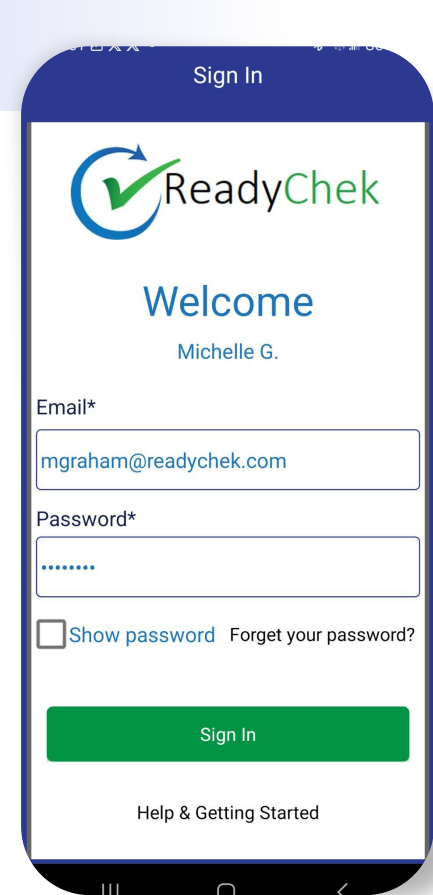 Sign In
ReadyChek
Welcome
Michelle G.
Email*
mgraham@readychek.com
Password*
••••••••
Show password Forget your password?
Sign In
Help & Getting Started